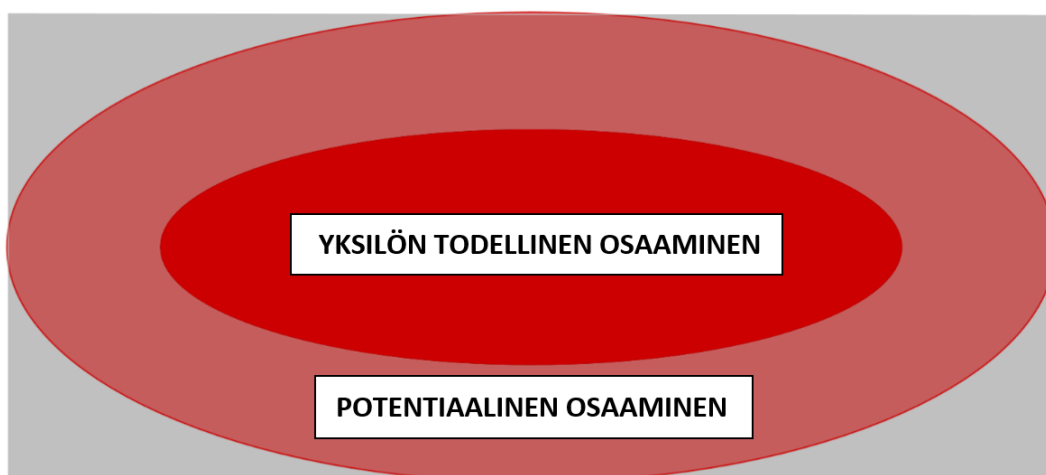 YKSILÖN TODELLINEN OSAAMINEN
POTENTIAALINEN OSAAMINEN